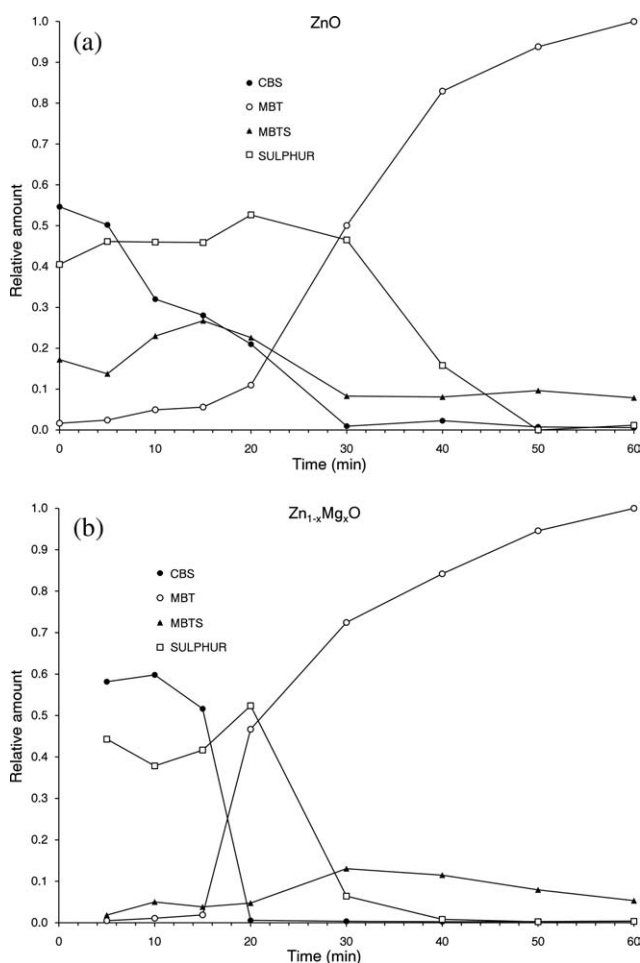 (a)
ZnO
CBS
MBT
MBTS
SULPHUR
Relative amount
1.0
0.9
0.8
0.7
0.6
0.5
0.4
0.3
0.2
0.1
0.0
0 10 20 30 40 50 60
Time (min)
(b)
Zn₁₋ₓMgₓO
CBS
MBT
MBTS
SULPHUR
Relative amount
1.0
0.9
0.8
0.7
0.6
0.5
0.4
0.3
0.2
0.1
0.0
0 10 20 30 40 50 60
Time (min)